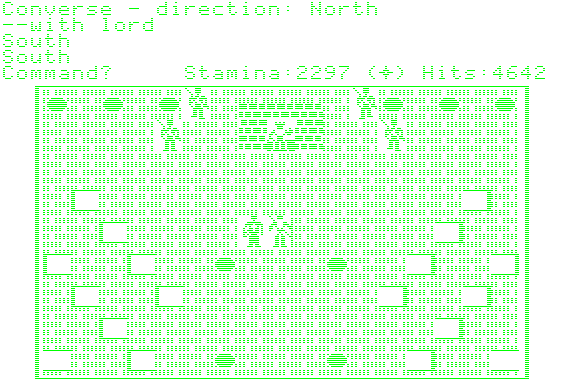 Converse - direction: North
--with lord
South
South
Command? Stamina:2297 (✦) Hits:4642